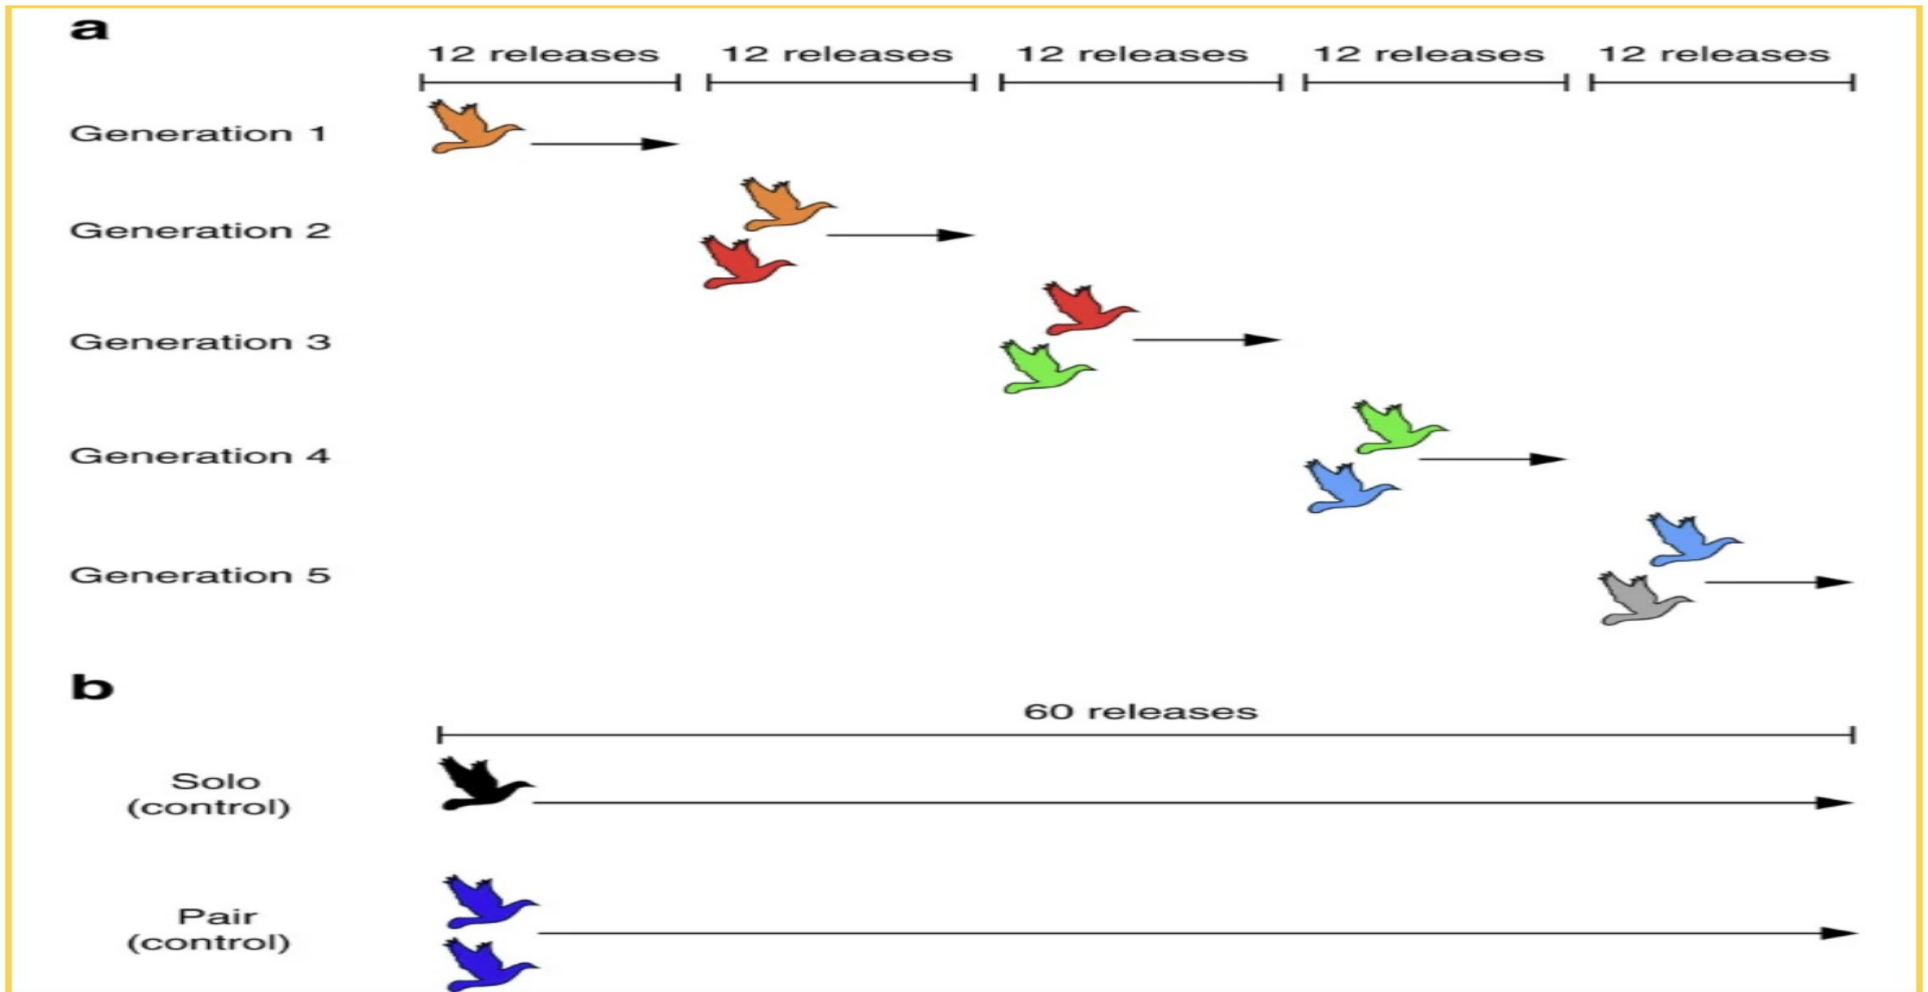 a
12 releases 12 releases 12 releases 12 releases 12 releases
Generation 1
Generation 2
Generation 3
Generation 4
Generation 5
b
60 releases
Solo
(control)
Pair
(control)